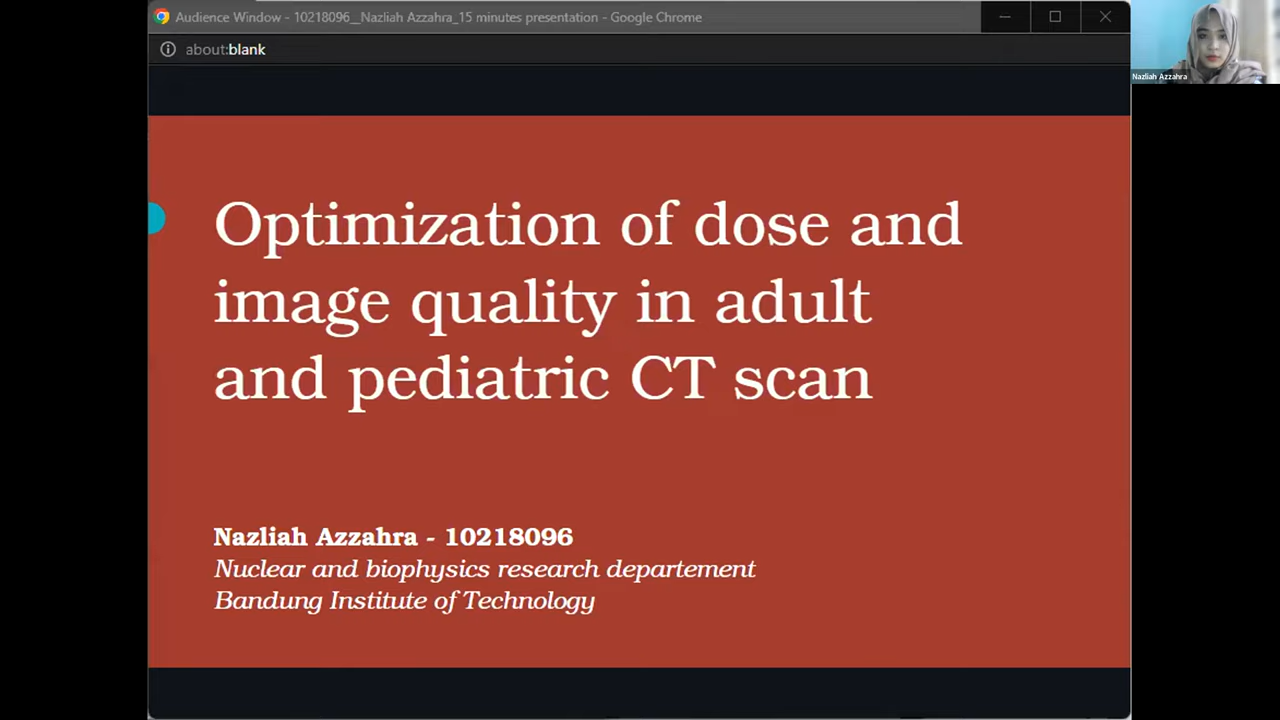 Audience Window - 10218096__Nazliah Azzahra_15 minutes presentation - Google Chrome
about:blank
Nazliah Azzahra
Optimization of dose and
image quality in adult
and pediatric CT scan
Nazliah Azzahra - 10218096
Nuclear and biophysics research departement
Bandung Institute of Technology